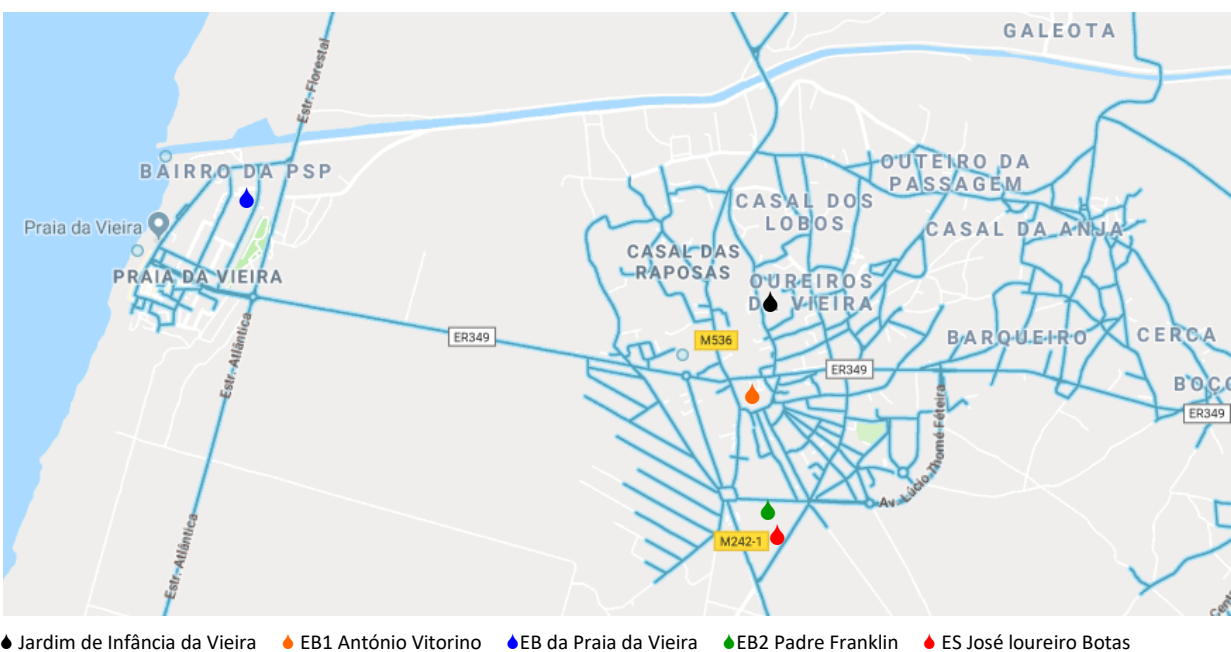 GALEOTA
Estr. Florestal
BAIRRO DA PSP
OUTEIRO DA
PASSAGEM
CASAL DOS
LOBOS
Praia da Vieira
CASAL DA ANJA
CASAL DAS
RAPOSAS
PRAIA DA VIEIRA
OUREIROS
DA VIEIRA
ER349
M536
BARQUEIRO
CERCA
Estr. Atlântica
ER349
BOÇO
ER349
Av. Lúcio Thomé Féteira
Estr. Atlântica
M242-1
Cent
Jardim de Infância da Vieira
EB1 António Vitorino
EB da Praia da Vieira
EB2 Padre Franklin
ES José loureiro Botas